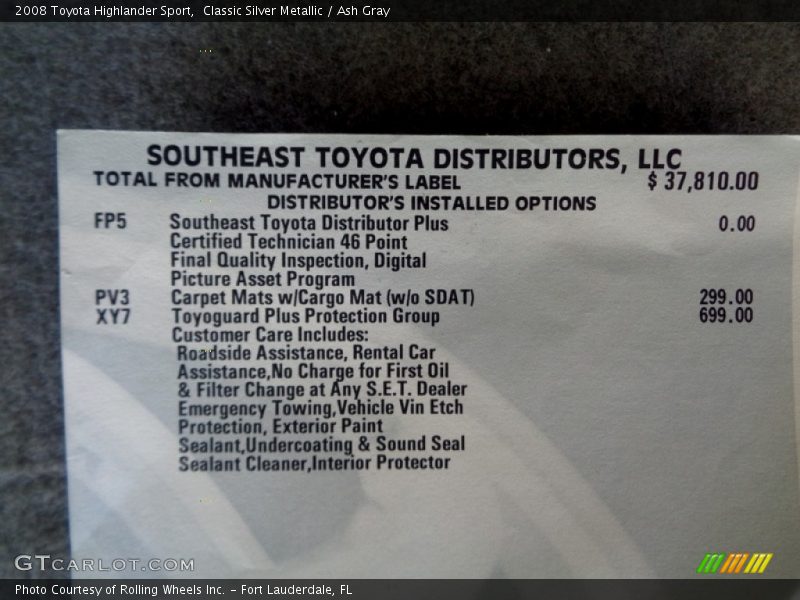 2008 Toyota Highlander Sport,  Classic Silver Metallic / Ash Gray
SOUTHEAST TOYOTA DISTRIBUTORS, LLC
TOTAL FROM MANUFACTURER'S LABEL $ 37,810.00
DISTRIBUTOR'S INSTALLED OPTIONS
FP5 Southeast Toyota Distributor Plus 0.00
Certified Technician 46 Point
Final Quality Inspection, Digital
Picture Asset Program
PV3 Carpet Mats w/Cargo Mat (w/o SDAT) 299.00
XY7 Toyoguard Plus Protection Group 699.00
Customer Care Includes:
Roadside Assistance, Rental Car
Assistance,No Charge for First Oil
& Filter Change at Any S.E.T. Dealer
Emergency Towing,Vehicle Vin Etch
Protection, Exterior Paint
Sealant,Undercoating & Sound Seal
Sealant Cleaner,Interior Protector
GTCARLOT.COM
Photo Courtesy of Rolling Wheels Inc. – Fort Lauderdale, FL